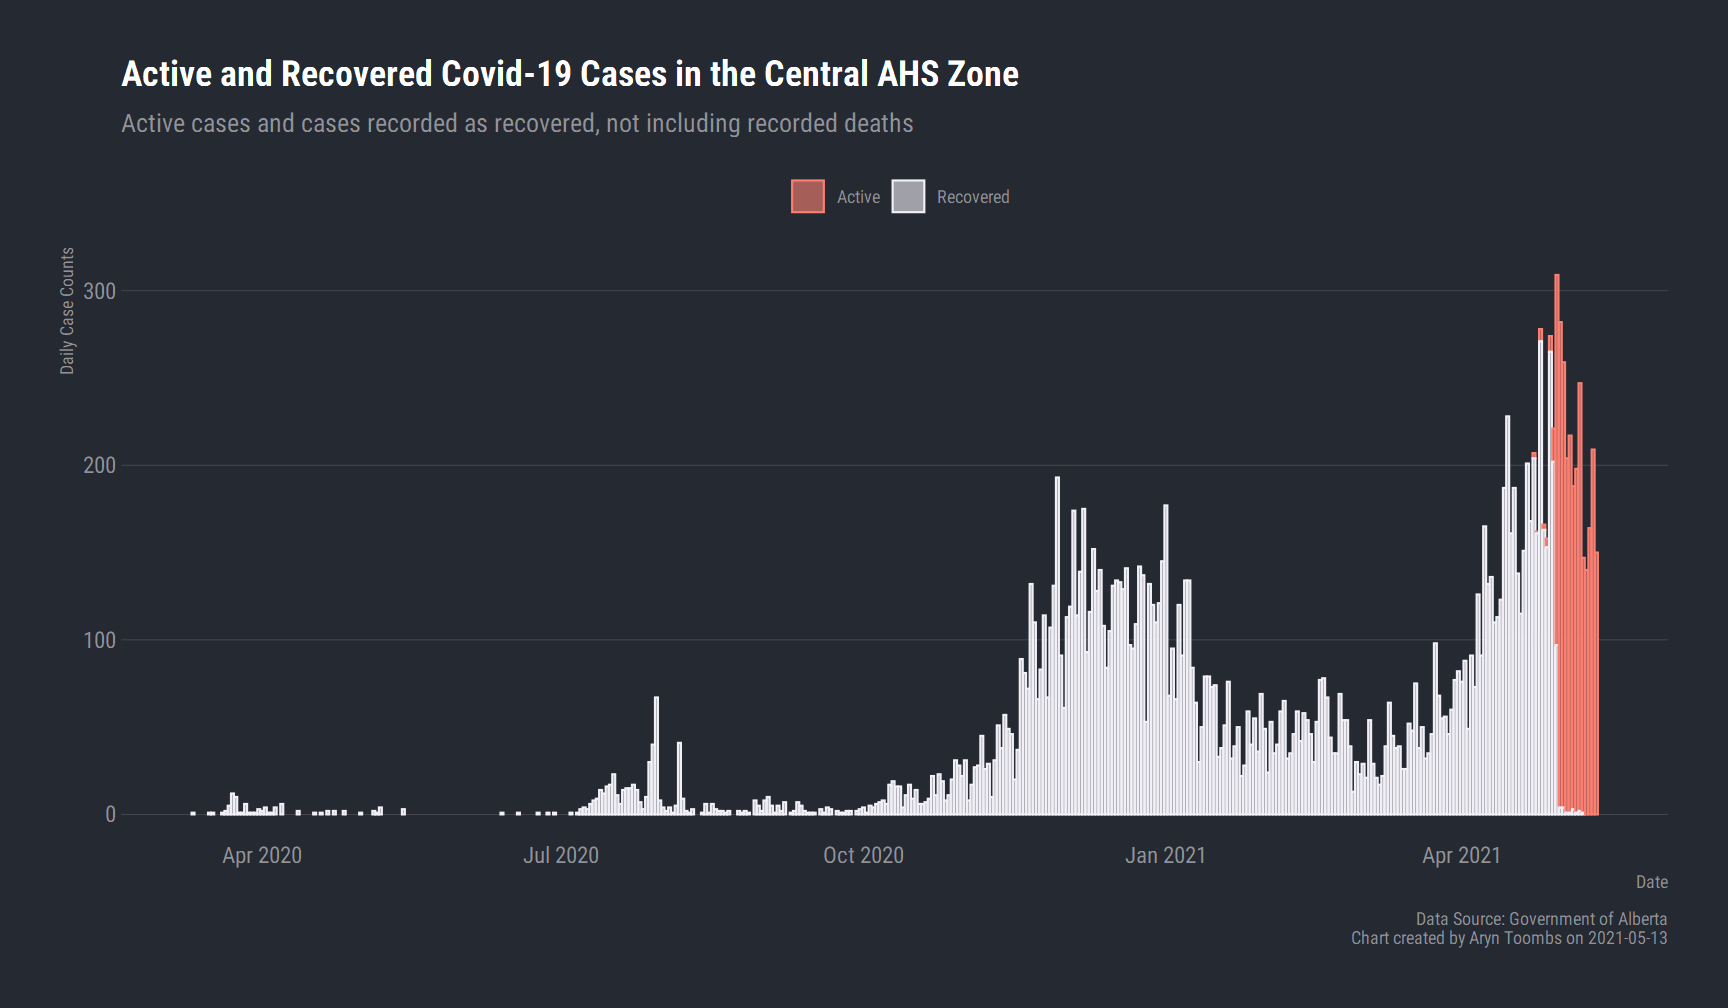 Active and Recovered Covid-19 Cases in the Central AHS Zone
Active cases and cases recorded as recovered, not including recorded deaths
Active
Recovered
Daily Case Counts
300
200
100
0
Apr 2020
Jul 2020
Oct 2020
Jan 2021
Apr 2021
Date
Data Source: Government of Alberta
Chart created by Aryn Toombs on 2021-05-13